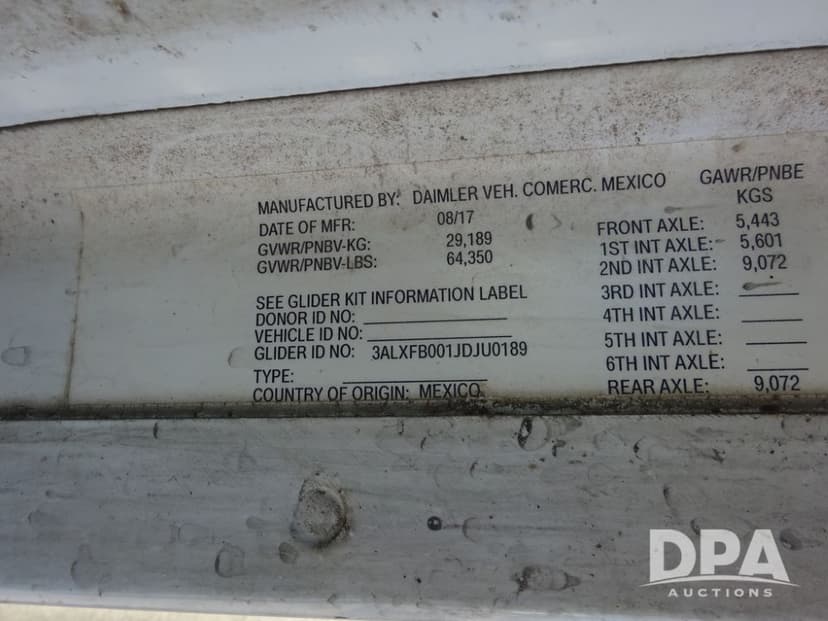 MANUFACTURED BY: DAIMLER VEH. COMERC. MEXICO
DATE OF MFR: 08/17
GVWR/PNBV-KG: 29,189
GVWR/PNBV-LBS: 64,350
SEE GLIDER KIT INFORMATION LABEL
DONOR ID NO:
VEHICLE ID NO:
GLIDER ID NO: 3ALXFB001JDJU0189
TYPE:
COUNTRY OF ORIGIN: MEXICO
GAWR/PNBE
KGS
FRONT AXLE: 5,443
1ST INT AXLE: 5,601
2ND INT AXLE: 9,072
3RD INT AXLE:
4TH INT AXLE:
5TH INT AXLE:
6TH INT AXLE:
REAR AXLE: 9,072
DPA
AUCTIONS